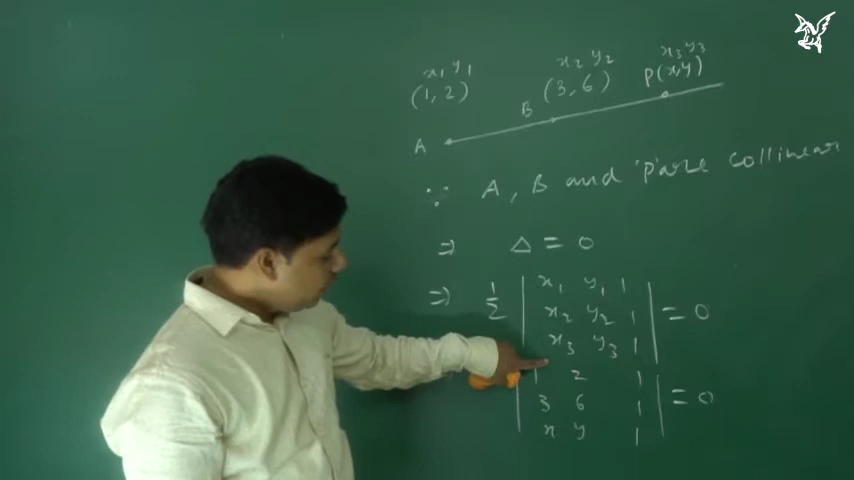 x₁ y₁ x₂ y₂ x₃ y₃
(1, 2) (3, 6) P(x,y)
A B
∵ A, B and 'P' are collinear
⇒ Δ = 0
⇒ 1/2 | x₁ y₁ 1 |
| x₂ y₂ 1 | = 0
| x₃ y₃ 1 |
| 1 2 1 |
| 3 6 1 | = 0
| x y 1 |